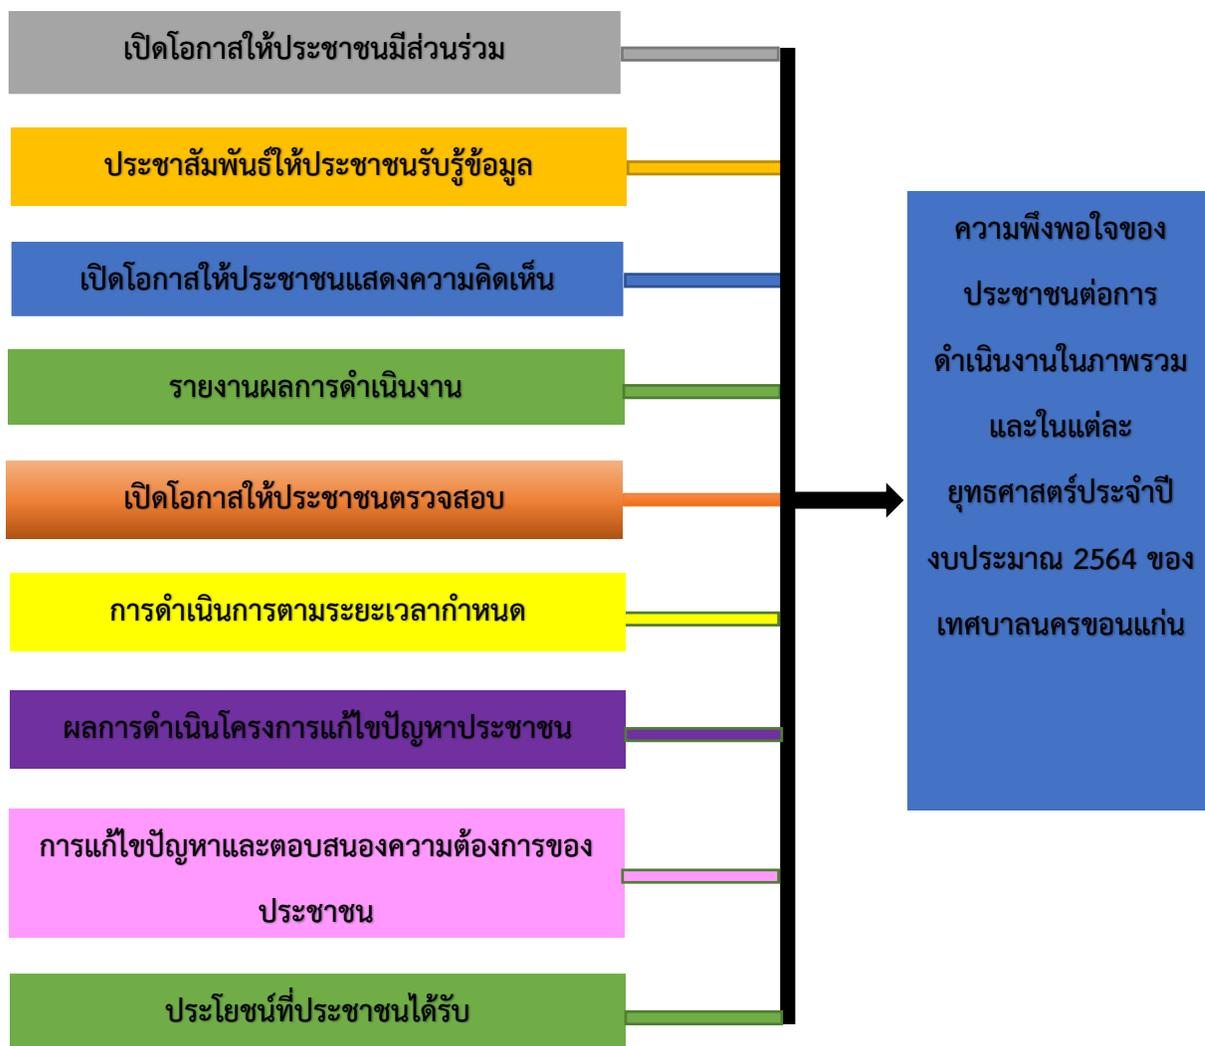 เปิดโอกาสให้ประชาชนมีส่วนร่วม
ประชาสัมพันธ์ให้ประชาชนรับรู้ข้อมูล
เปิดโอกาสให้ประชาชนแสดงความคิดเห็น
รายงานผลการดำเนินงาน
เปิดโอกาสให้ประชาชนตรวจสอบ
การดำเนินการตามระยะเวลากำหนด
ผลการดำเนินโครงการแก้ไขปัญหาประชาชน
การแก้ไขปัญหาและตอบสนองความต้องการของ
ประชาชน
ประโยชน์ที่ประชาชนได้รับ
ความพึงพอใจของ
ประชาชนต่อการ
ดำเนินงานในภาพรวม
และในแต่ละ
ยุทธศาสตร์ประจำปี
งบประมาณ 2564 ของ
เทศบาลนครขอนแก่น